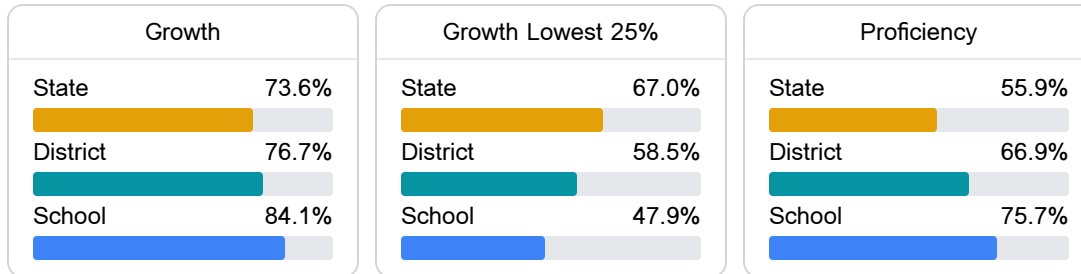 Growth
State 73.6%
District 76.7%
School 84.1%
Growth Lowest 25%
State 67.0%
District 58.5%
School 47.9%
Proficiency
State 55.9%
District 66.9%
School 75.7%